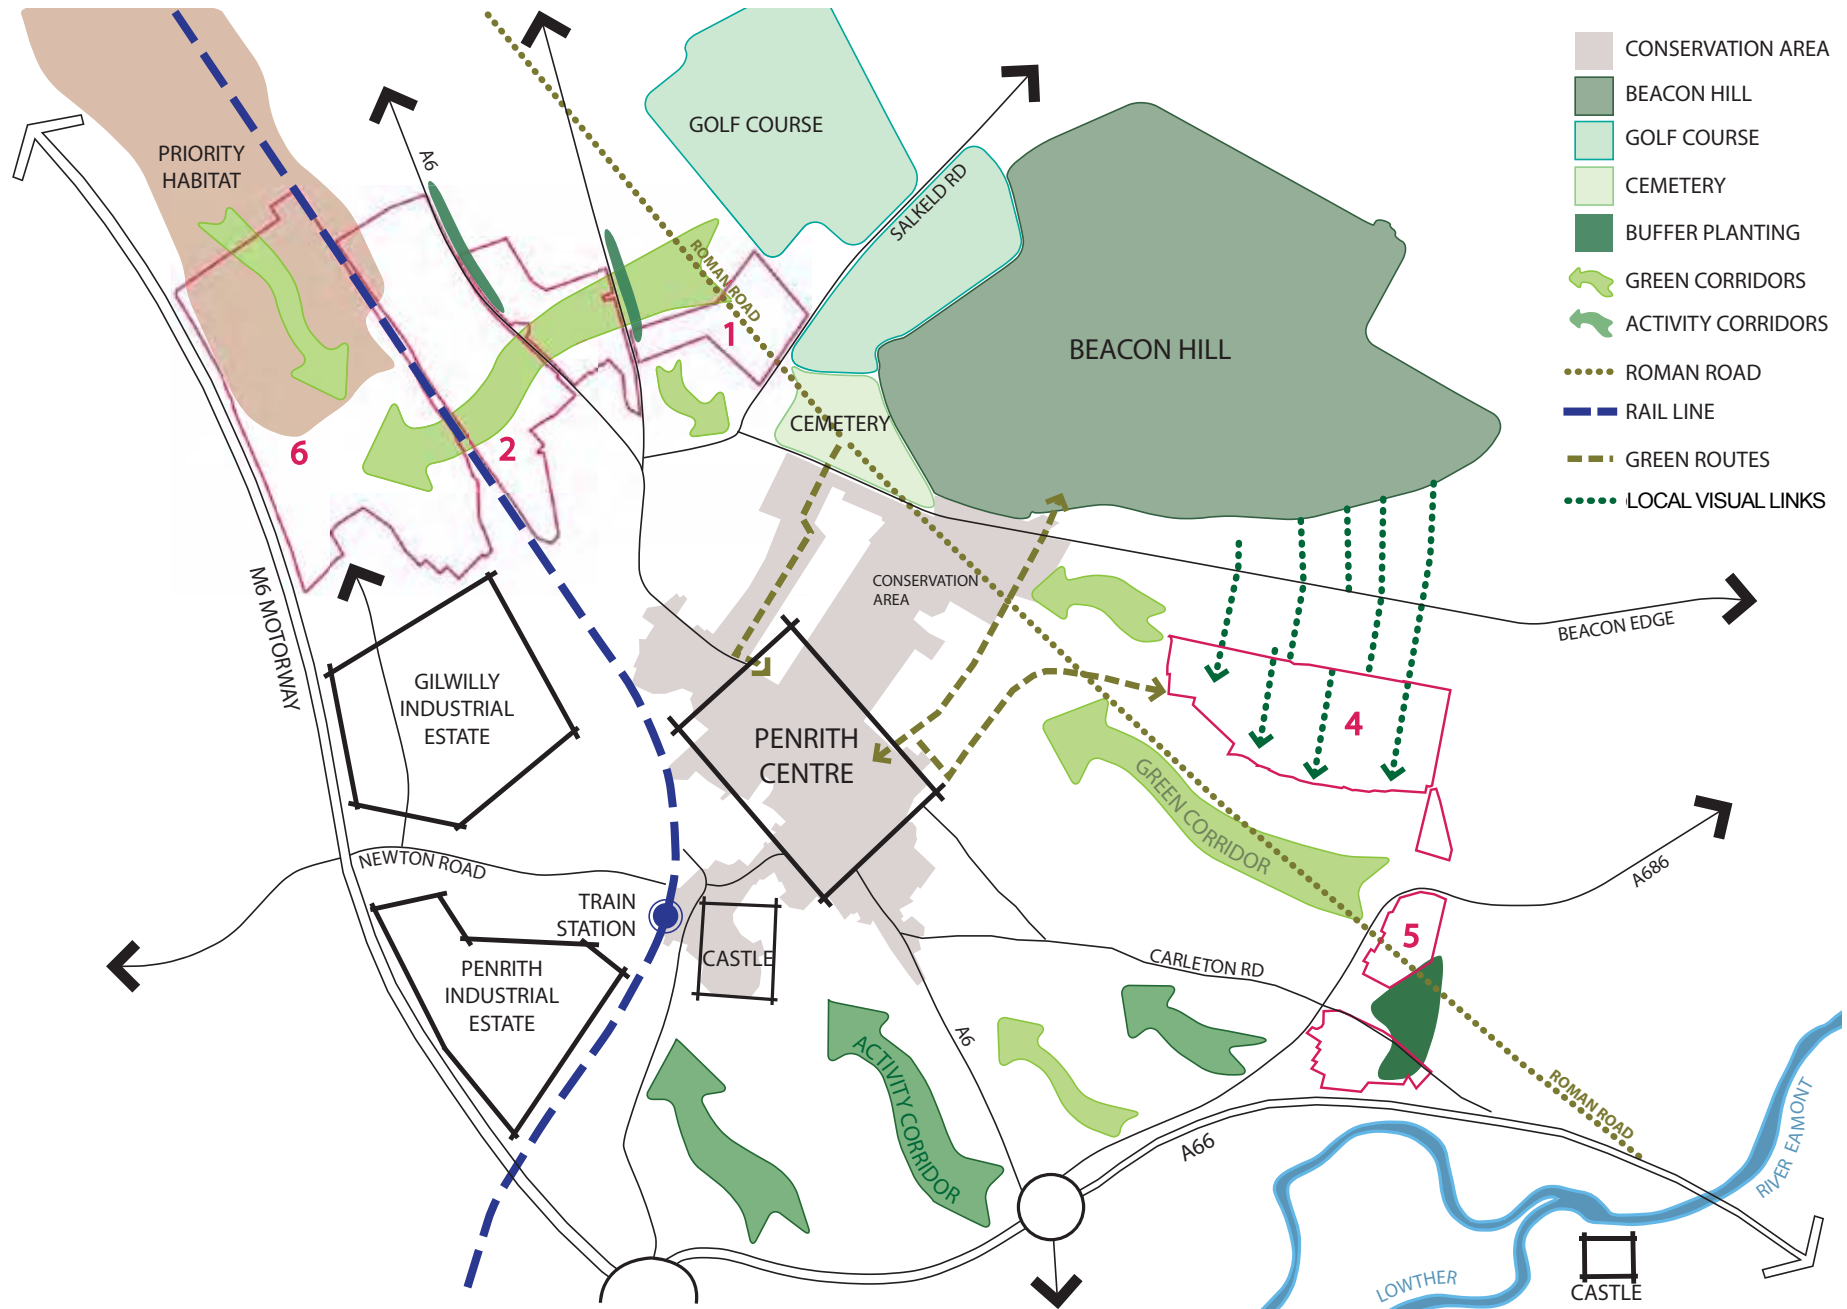 CONSERVATION AREA
BEACON HILL
GOLF COURSE
CEMETERY
BUFFER PLANTING
GREEN CORRIDORS
ACTIVITY CORRIDORS
ROMAN ROAD
RAIL LINE
GREEN ROUTES
LOCAL VISUAL LINKS
GOLF COURSE
PRIORITY
HABITAT
A6
SALKELD RD
ROMAN ROAD
1
BEACON HILL
CEMETERY
6
2
M6 MOTORWAY
CONSERVATION
AREA
BEACON EDGE
GILWILLY
INDUSTRIAL
ESTATE
PENRITH
CENTRE
4
GREEN CORRIDOR
NEWTON ROAD
A686
TRAIN
STATION
5
CASTLE
CARLETON RD
PENRITH
INDUSTRIAL
ESTATE
A6
ACTIVITY CORRIDOR
ROMAN ROAD
RIVER EAMONT
A66
LOWTHER
CASTLE